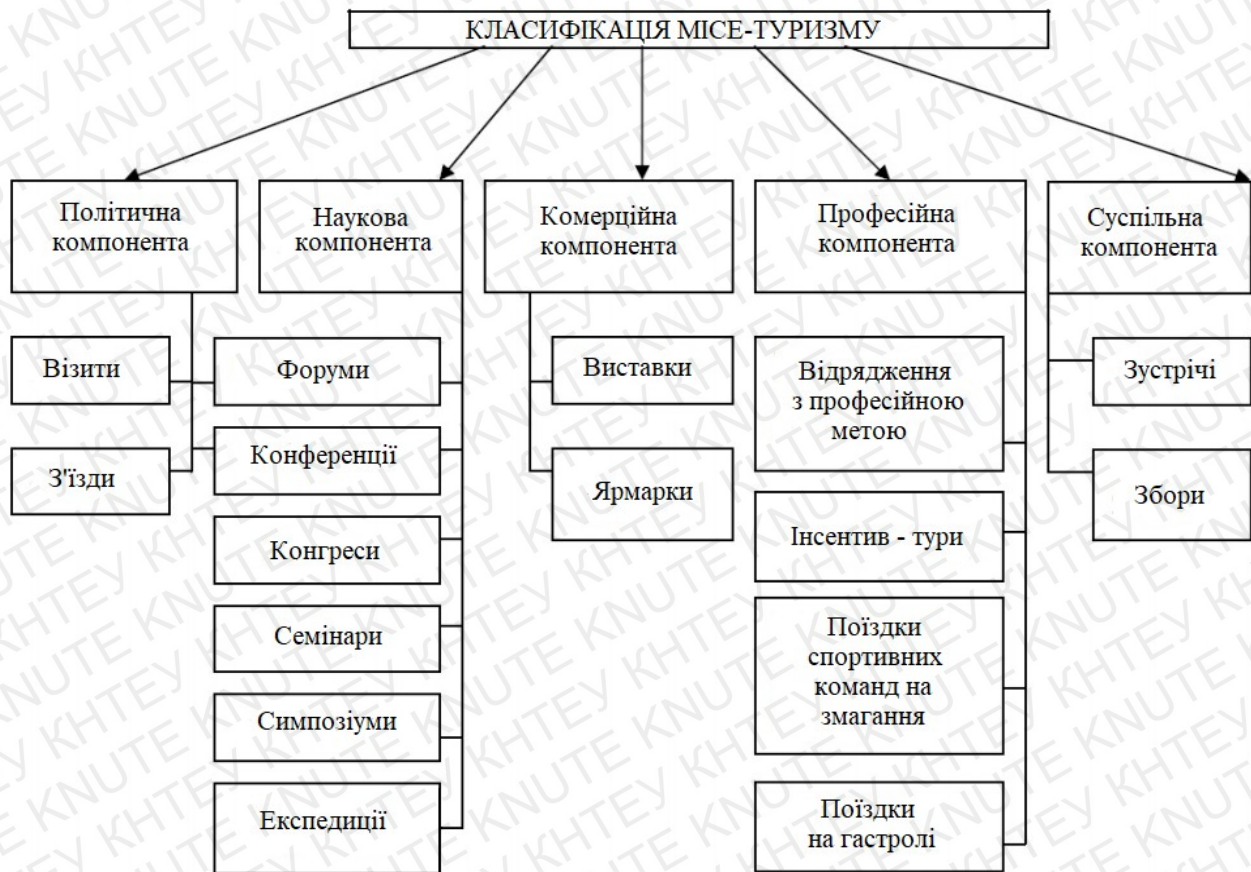 КЛАСИФІКАЦІЯ МІСЕ-ТУРИЗМУ
Політична
компонента
Наукова
компонента
Комерційна
компонента
Професійна
компонента
Суспільна
компонента
Візити
З'їзди
Форуми
Конференції
Конгреси
Семінари
Симпозіуми
Експедиції
Виставки
Ярмарки
Відрядження
з професійною
метою
Інсентив - тури
Поїздки
спортивних
команд на
змагання
Поїздки
на гастролі
Зустрічі
Збори
KNUTE КНТЕУ